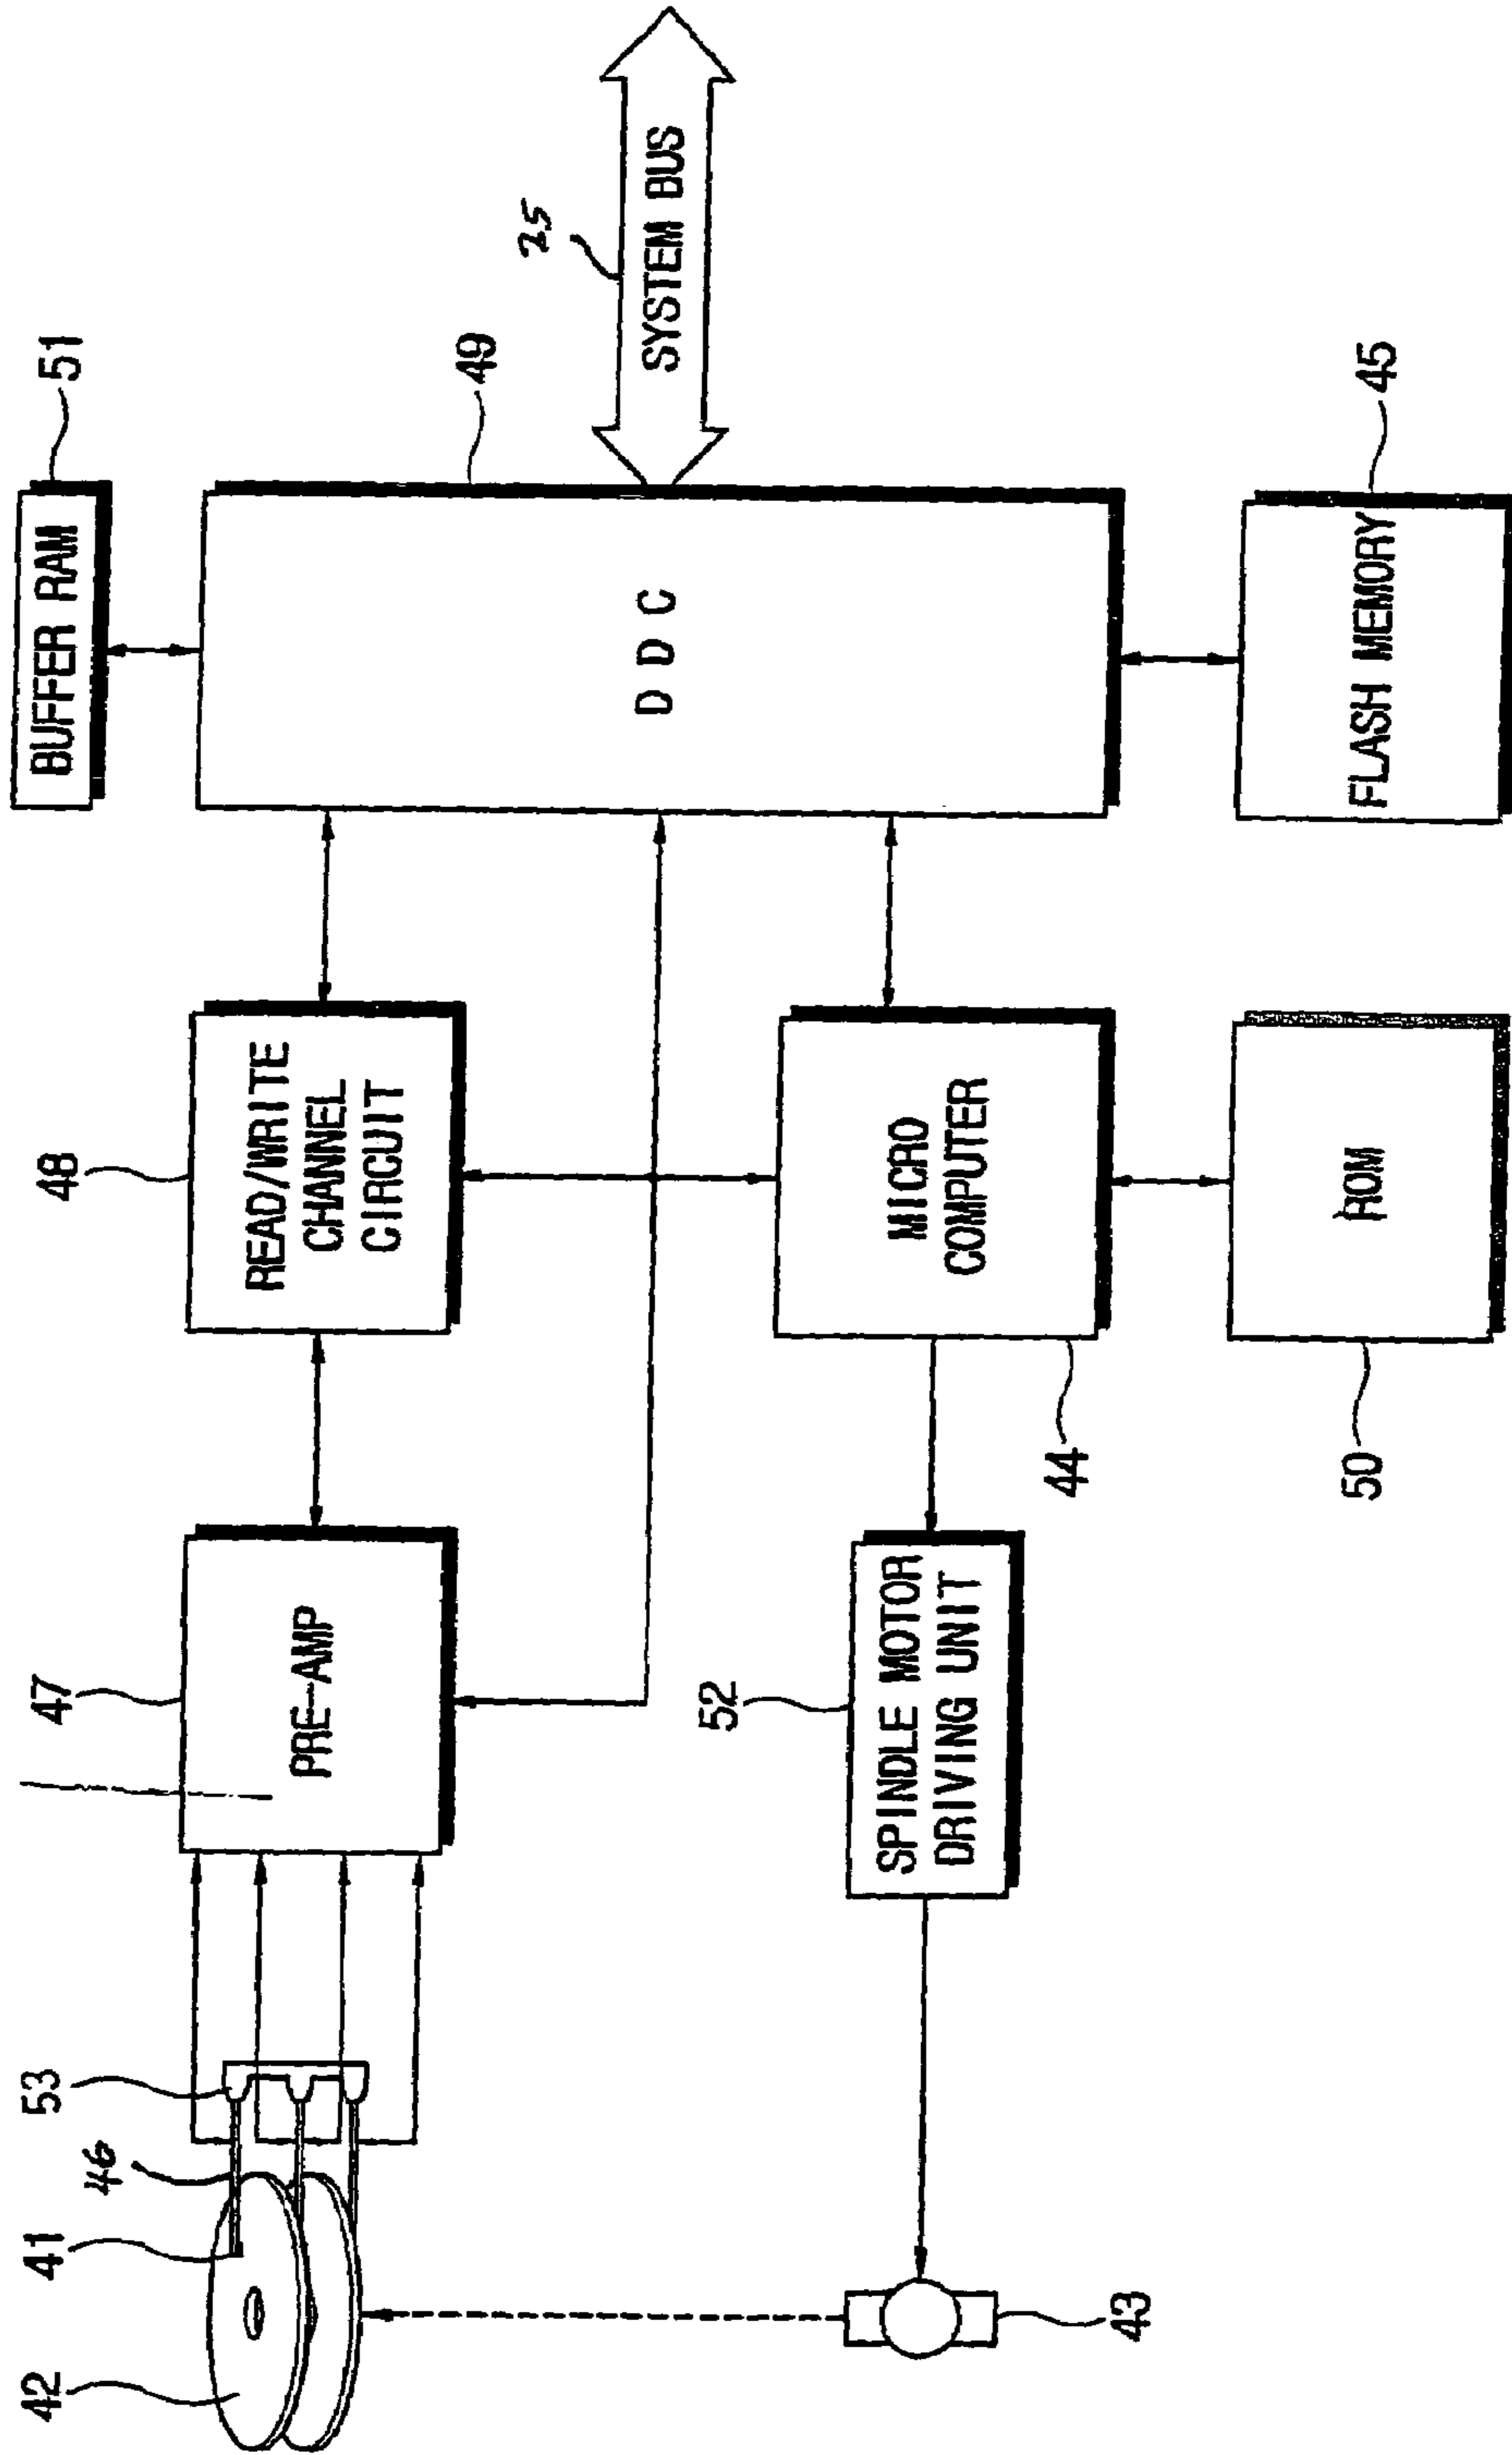 42
41
46
53
47
PRE-AMP
48
READ/WRITE
CHANNEL
CIRCUIT
51
BUFFER RAM
49
D D C
25
SYSTEM BUS
43
52
SPINDLE MOTOR
DRIVING UNIT
44
MICRO
COMPUTER
50
ROM
45
FLASH MEMORY